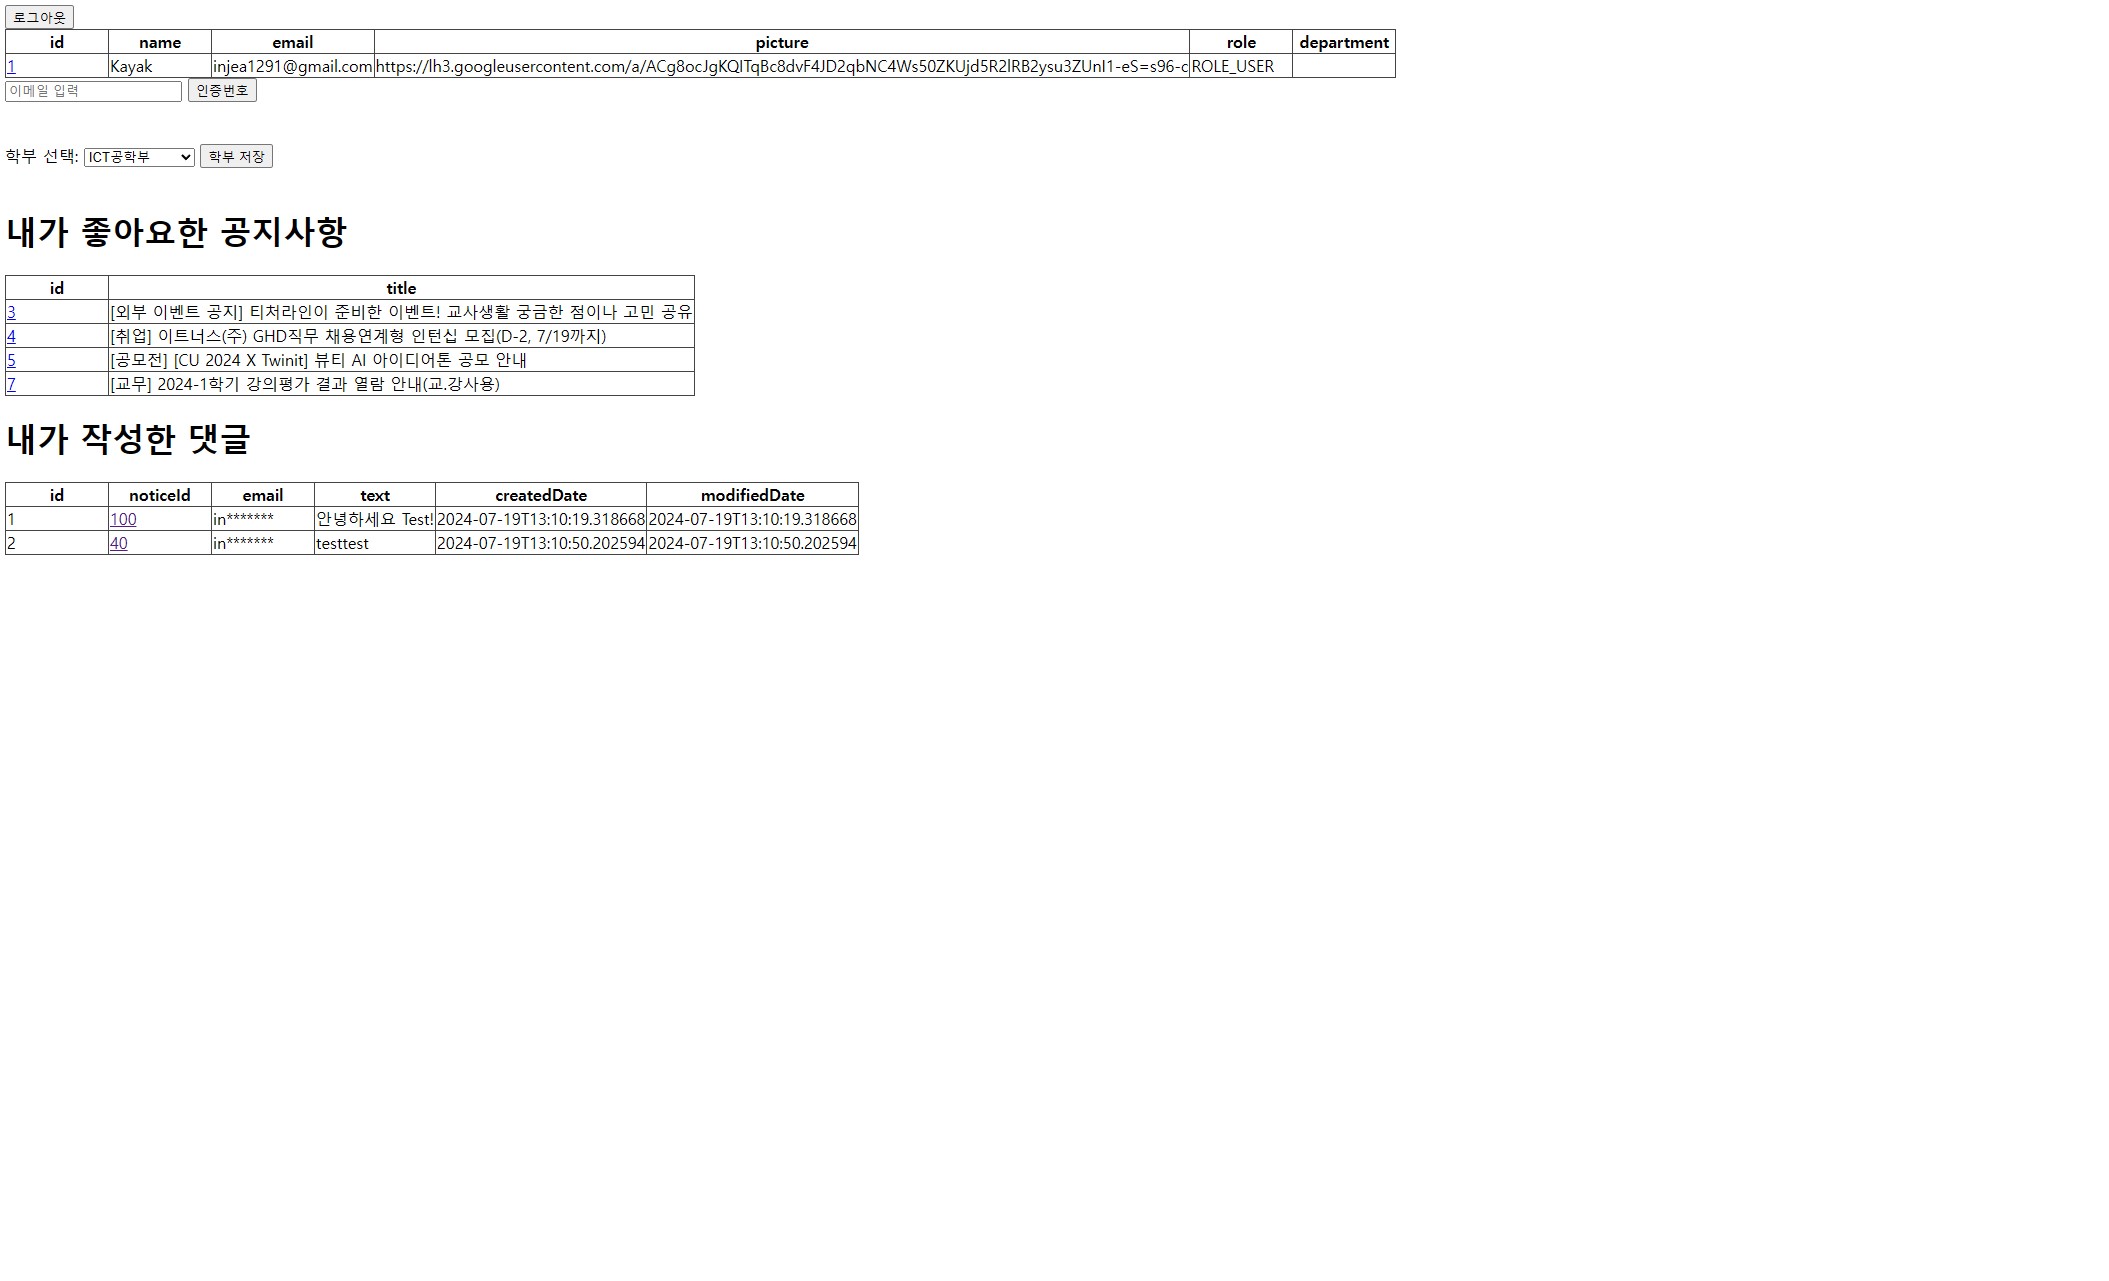 로그아웃
id name email picture role department
1 Kayak injea1291@gmail.com https://lh3.googleusercontent.com/a/ACg8ocJgKQITqBc8dvF4JD2qbNC4Ws50ZKUjd5R2lRB2ysu3ZUnI1-eS=s96-c ROLE_USER
이메일 입력 인증번호
학부 선택: ICT공학부 학부 저장
내가 좋아요한 공지사항
id title
3 [외부 이벤트 공지] 티처라인이 준비한 이벤트! 교사생활 궁금한 점이나 고민 공유
4 [취업] 이트너스(주) GHD직무 채용연계형 인턴십 모집(D-2, 7/19까지)
5 [공모전] [CU 2024 X Twinit] 뷰티 AI 아이디어톤 공모 안내
7 [교무] 2024-1학기 강의평가 결과 열람 안내(교.강사용)
내가 작성한 댓글
id noticeId email text createdDate modifiedDate
1 100 in******* 안녕하세요 Test! 2024-07-19T13:10:19.318668 2024-07-19T13:10:19.318668
2 40 in******* testtest 2024-07-19T13:10:50.202594 2024-07-19T13:10:50.202594